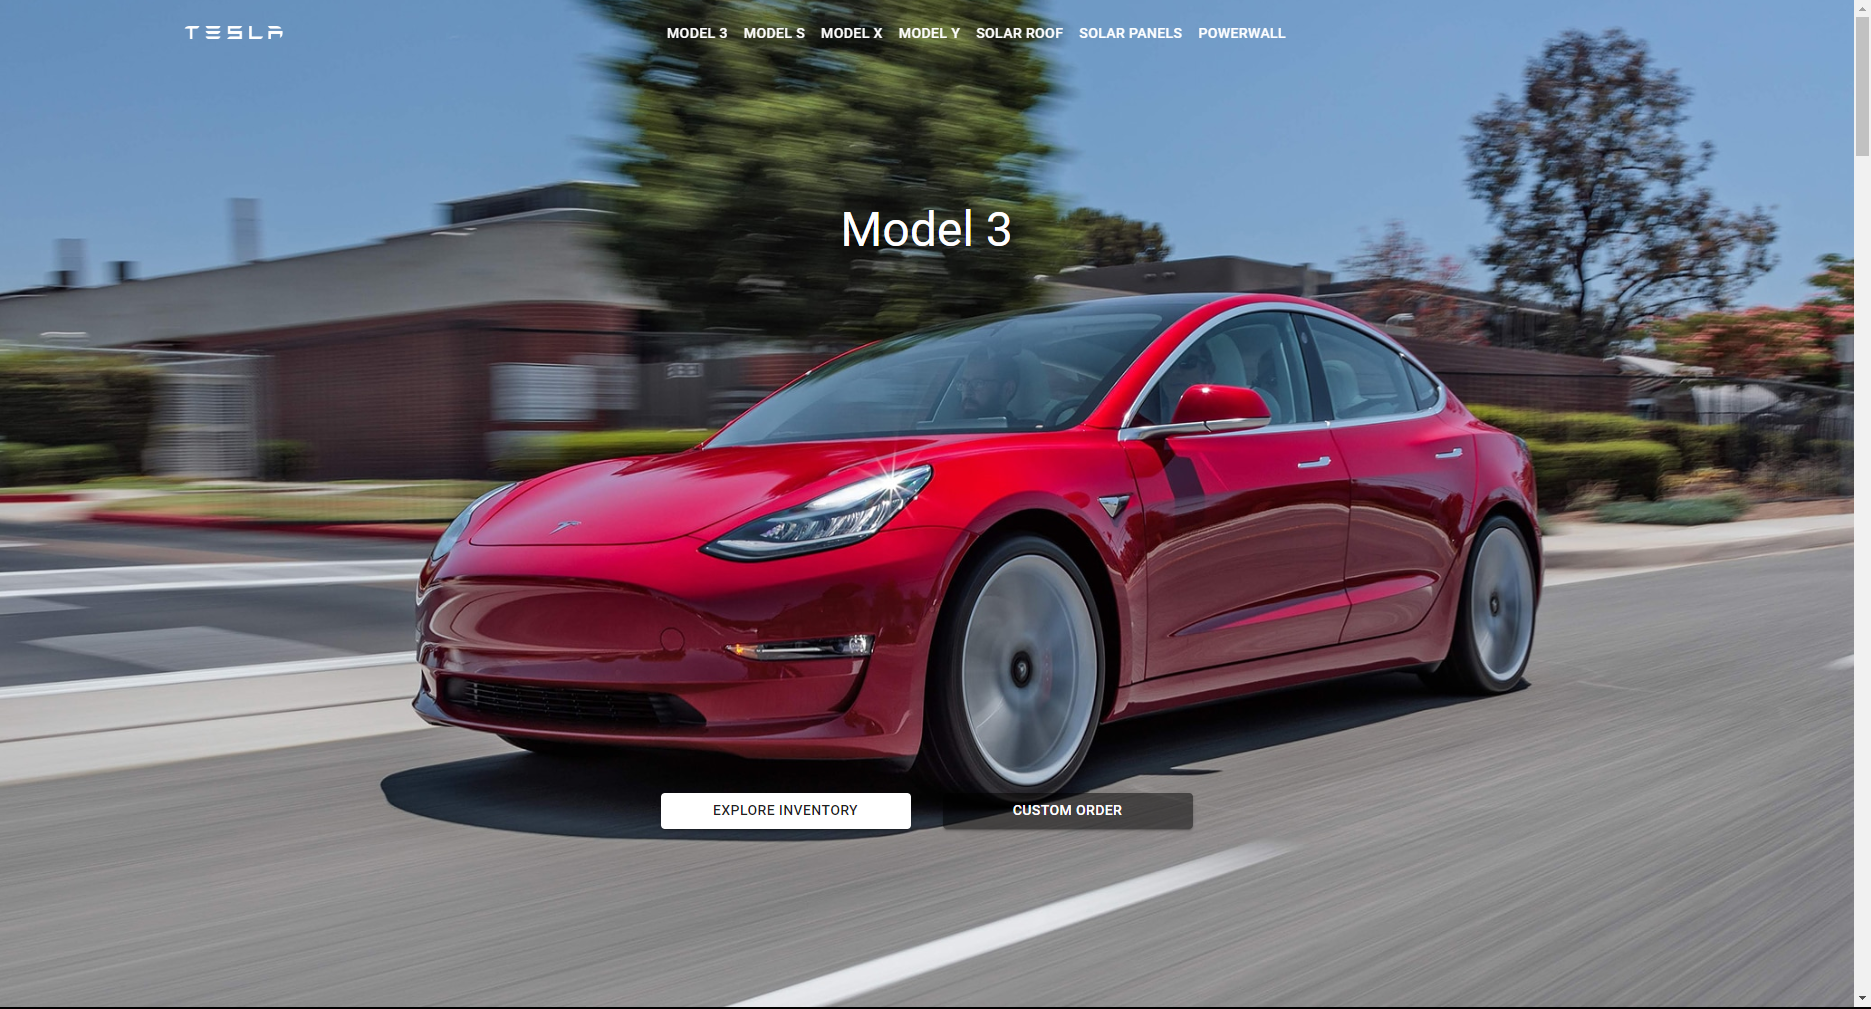 TESLA
MODEL 3 MODEL S MODEL X MODEL Y SOLAR ROOF SOLAR PANELS POWERWALL
Model 3
EXPLORE INVENTORY
CUSTOM ORDER